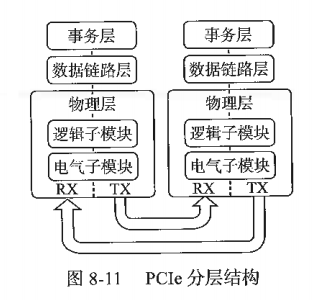 事务层 事务层
数据链路层 数据链路层
物理层 物理层
逻辑子模块 逻辑子模块
电气子模块 电气子模块
RX TX RX TX
图 8-11 PCIe 分层结构